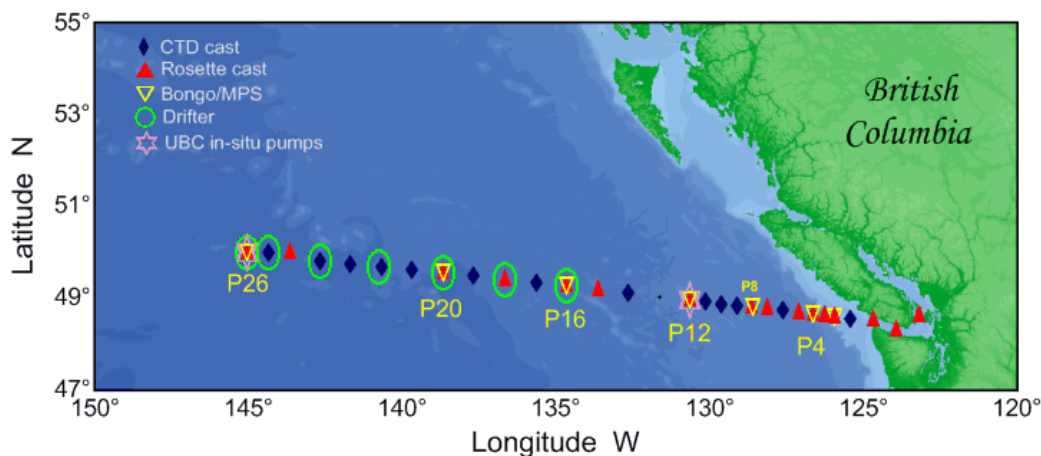 55°
53°
51°
49°
47°
Latitude N
CTD cast
Rosette cast
Bongo/MPS
Drifter
UBC in-situ pumps
British
Columbia
P26
P20
P16
P12
P8
P4
150°
145°
140°
135°
130°
125°
120°
Longitude W